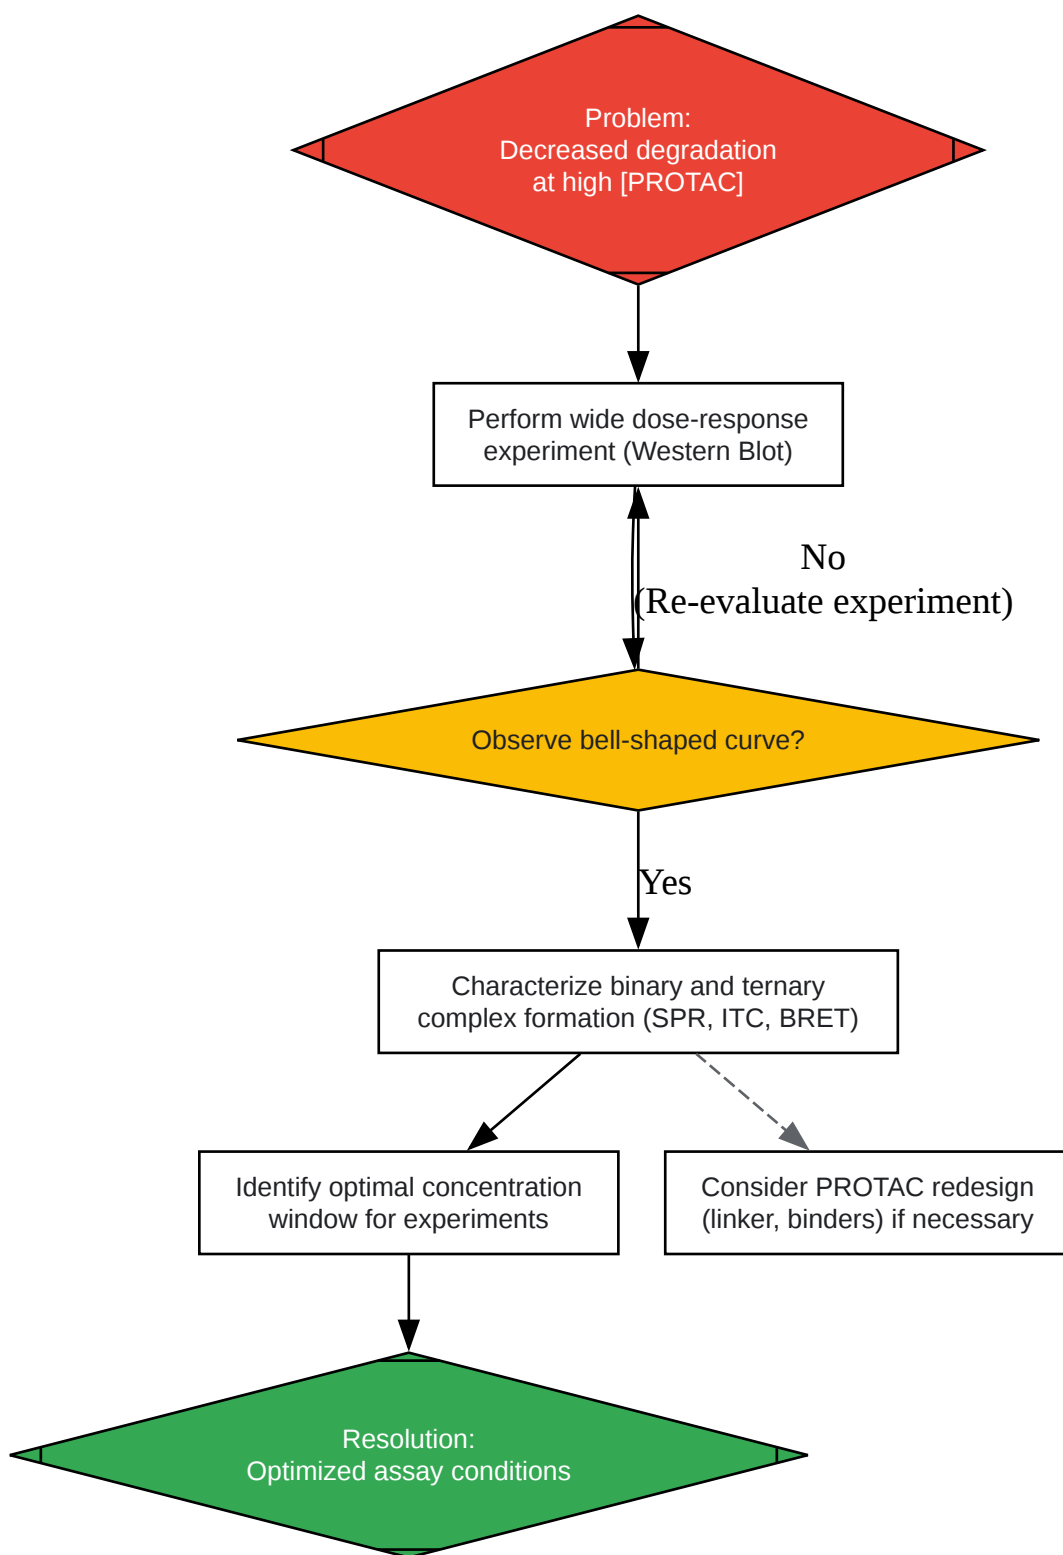 Problem:
Decreased degradation
at high [PROTAC]
Perform wide dose-response
experiment (Western Blot)
No
(Re-evaluate experiment)
Observe bell-shaped curve?
Yes
Characterize binary and ternary
complex formation (SPR, ITC, BRET)
Identify optimal concentration
window for experiments
Consider PROTAC redesign
(linker, binders) if necessary
Resolution:
Optimized assay conditions